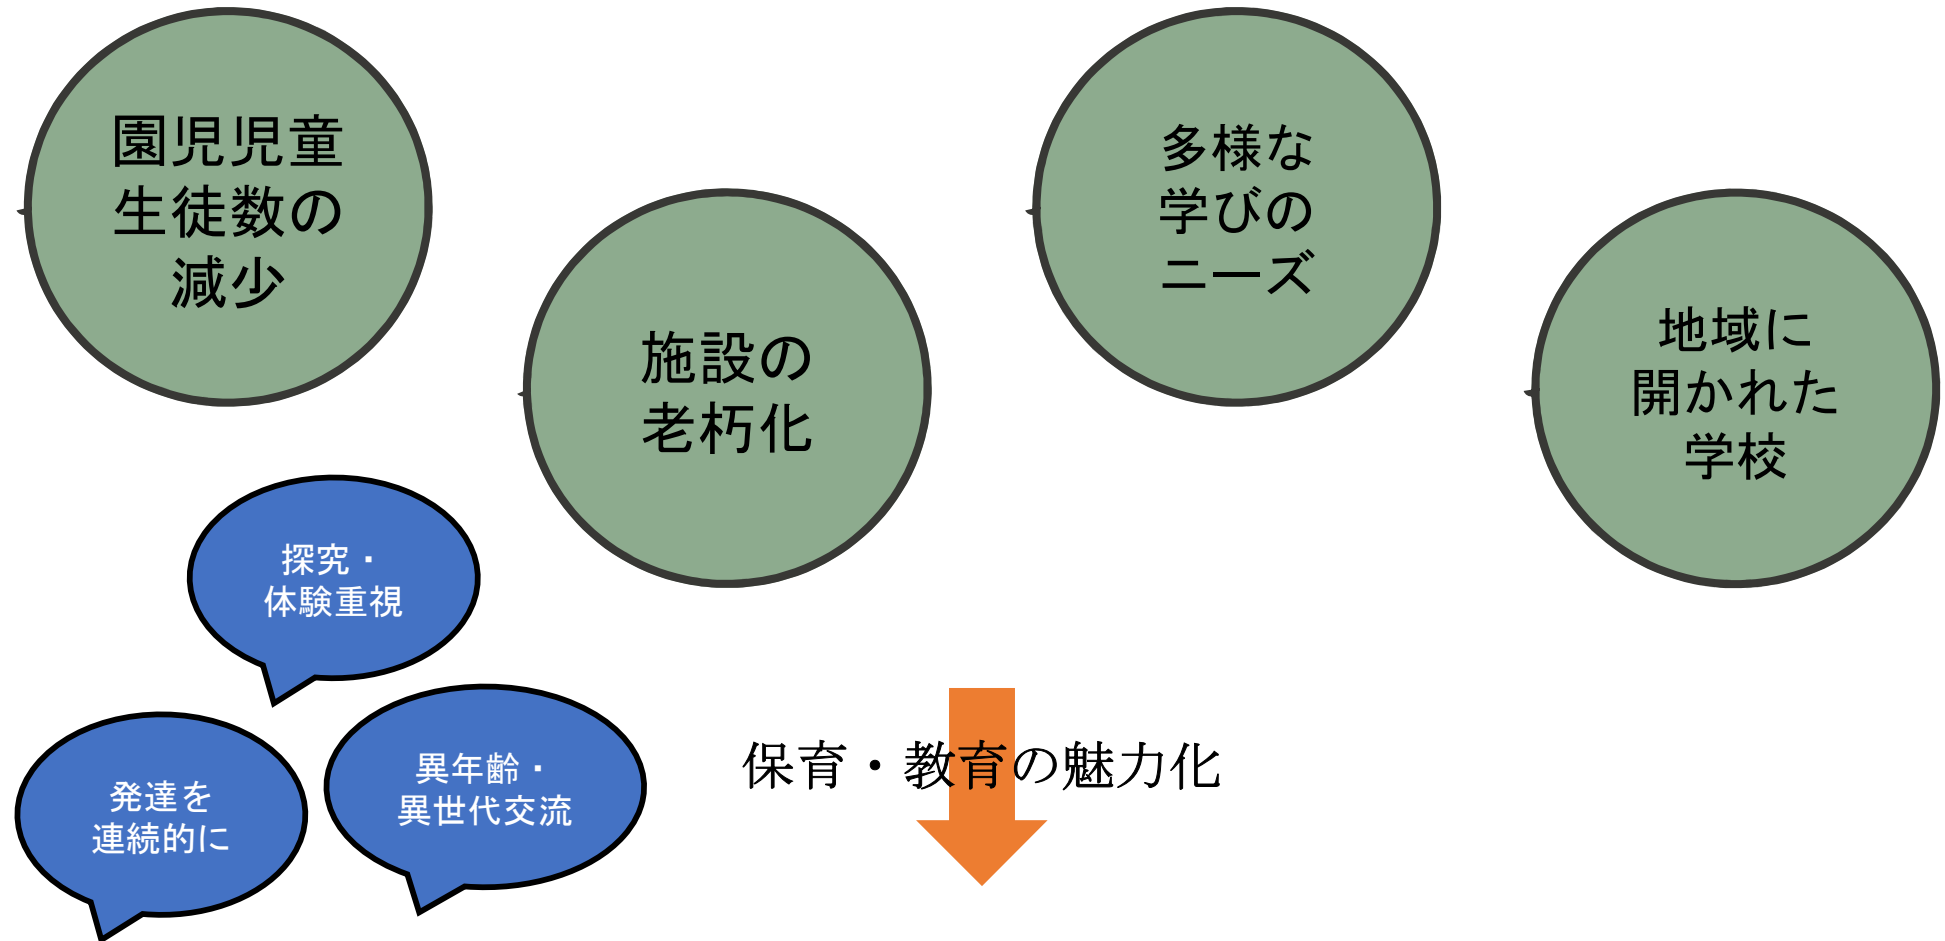 園児児童
生徒数の
減少
施設の
老朽化
多様な
学びの
ニーズ
地域に
開かれた
学校
探究・
体験重視
発達を
連続的に
異年齢・
異世代交流
保育・教育の魅力化